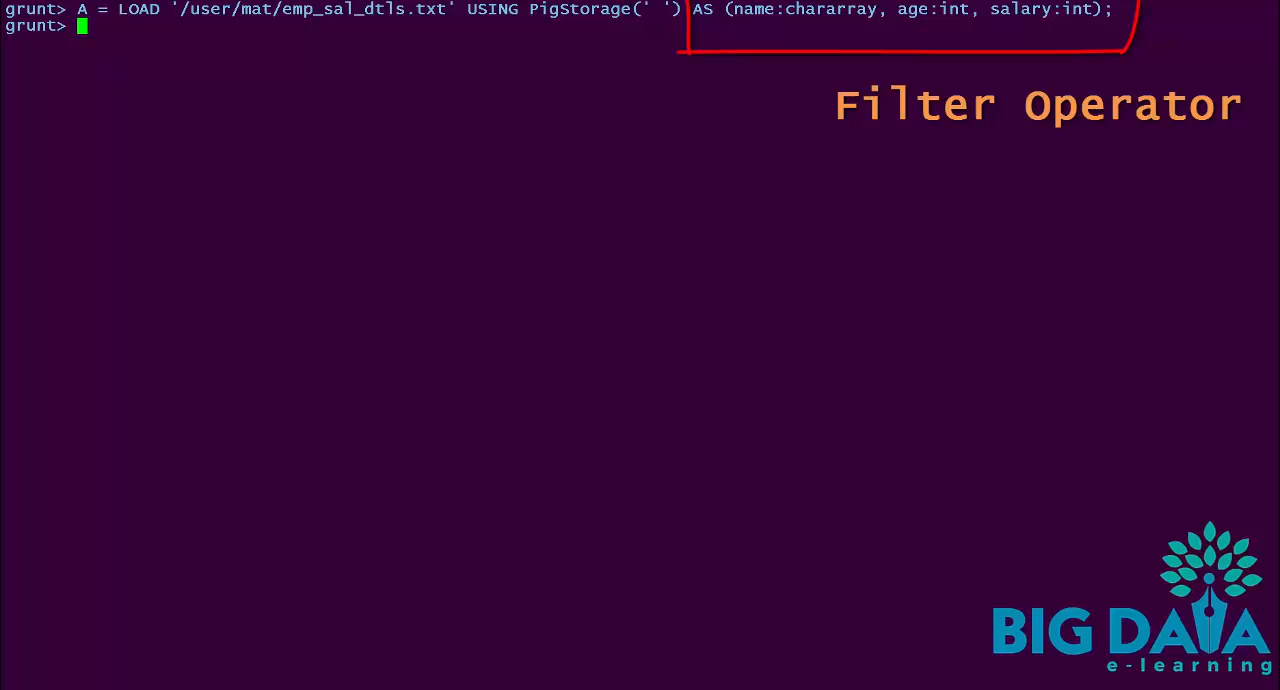 grunt> A = LOAD '/user/mat/emp_sal_dtls.txt' USING PigStorage(' ') AS (name:chararray, age:int, salary:int);
grunt>
Filter Operator
BIG DATA
e-learning